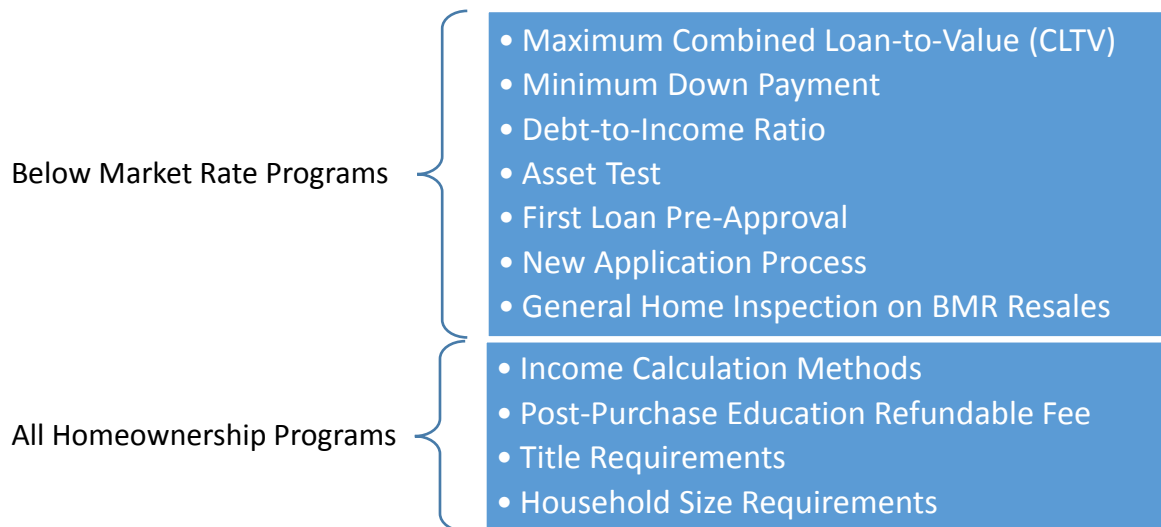 Below Market Rate Programs
• Maximum Combined Loan-to-Value (CLTV)
• Minimum Down Payment
• Debt-to-Income Ratio
• Asset Test
• First Loan Pre-Approval
• New Application Process
• General Home Inspection on BMR Resales
All Homeownership Programs
• Income Calculation Methods
• Post-Purchase Education Refundable Fee
• Title Requirements
• Household Size Requirements